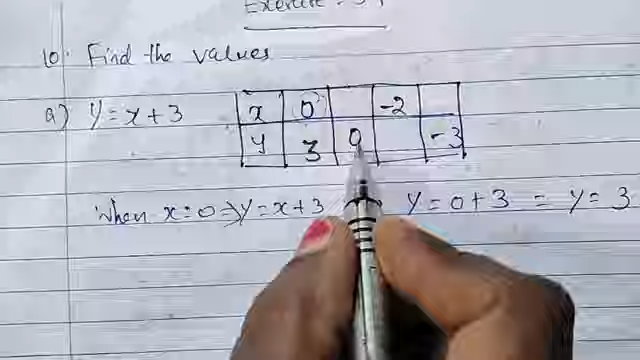 10. Find the values
a) y = x + 3
x 0 -2
y 3 0 -3
When x = 0 ⇒ y = x + 3 y = 0 + 3 = y = 3